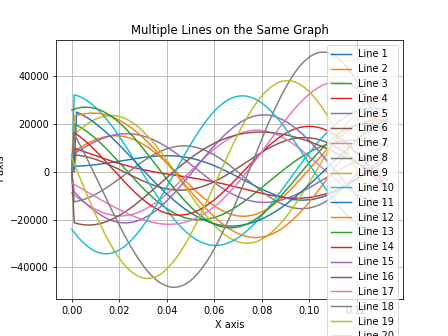 Multiple Lines on the Same Graph
40000
20000
0
−20000
−40000
axis
0.00
0.02
0.04
0.06
0.08
0.10
X axis
Line 1
Line 2
Line 3
Line 4
Line 5
Line 6
Line 7
Line 8
Line 9
Line 10
Line 11
Line 12
Line 13
Line 14
Line 15
Line 16
Line 17
Line 18
Line 19
Line 20